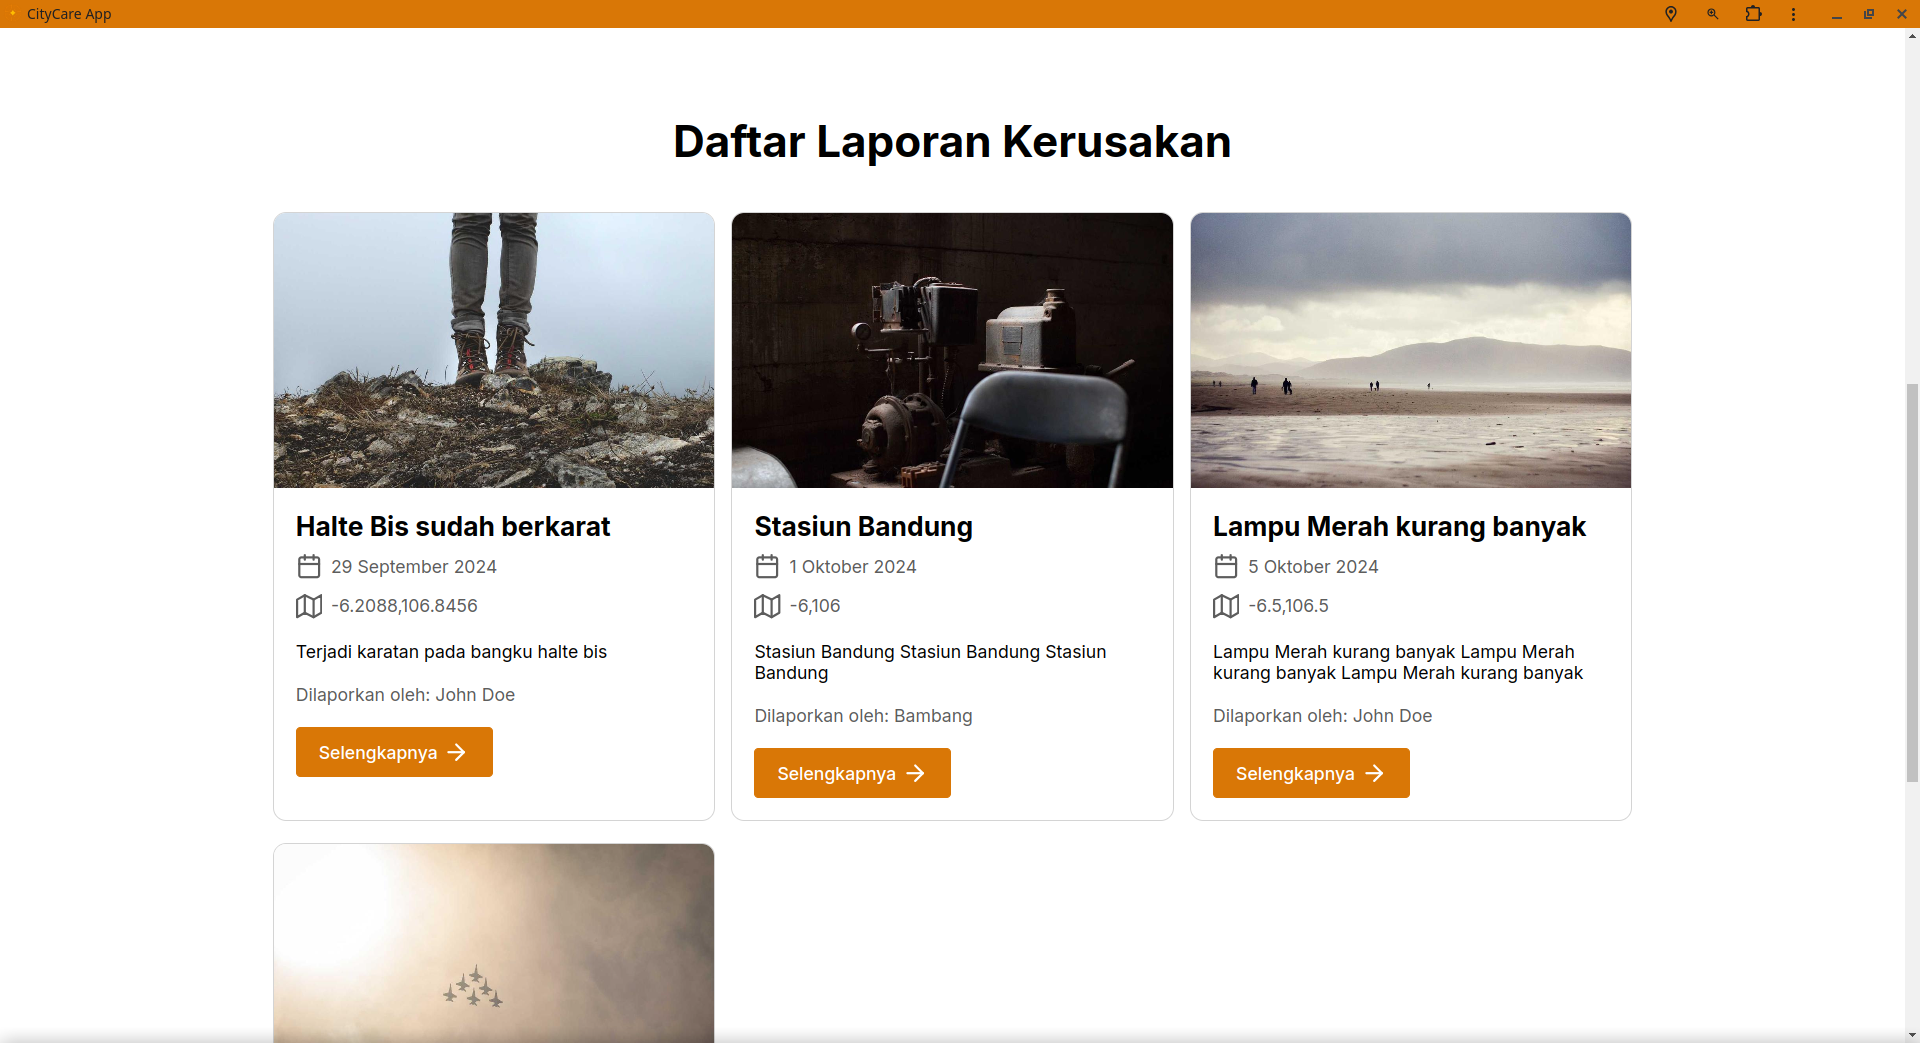 CityCare App
Daftar Laporan Kerusakan
Halte Bis sudah berkarat
29 September 2024
-6.2088,106.8456
Terjadi karatan pada bangku halte bis
Dilaporkan oleh: John Doe
Selengkapnya
Stasiun Bandung
1 Oktober 2024
-6,106
Stasiun Bandung Stasiun Bandung Stasiun
Bandung
Dilaporkan oleh: Bambang
Selengkapnya
Lampu Merah kurang banyak
5 Oktober 2024
-6.5,106.5
Lampu Merah kurang banyak Lampu Merah
kurang banyak Lampu Merah kurang banyak
Dilaporkan oleh: John Doe
Selengkapnya